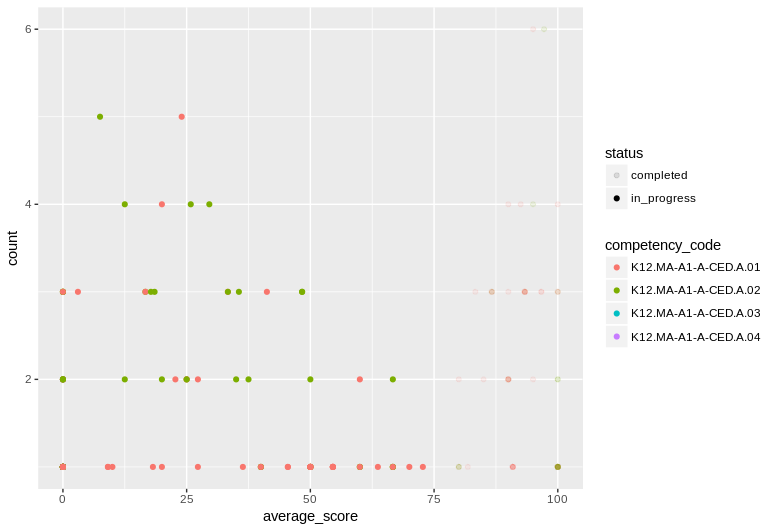 6
4
2
count
0
25
50
75
100
average_score
status
completed
in_progress
competency_code
K12.MA-A1-A-CED.A.01
K12.MA-A1-A-CED.A.02
K12.MA-A1-A-CED.A.03
K12.MA-A1-A-CED.A.04